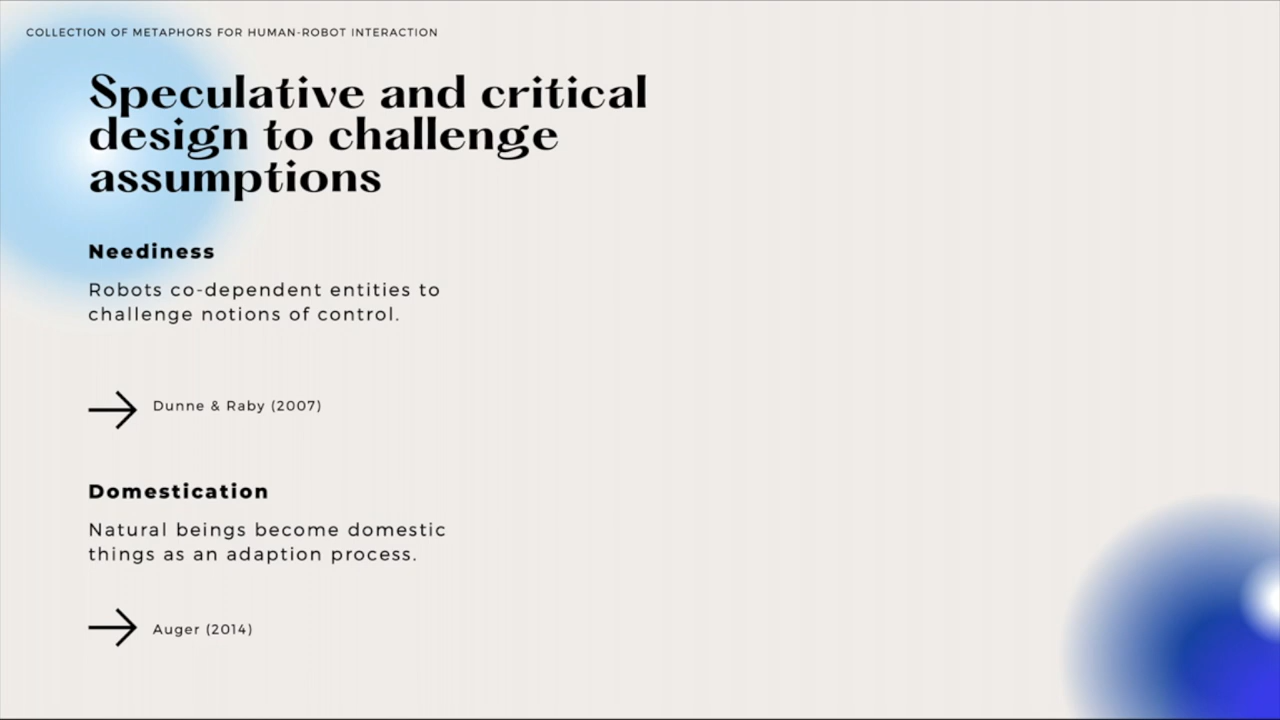 COLLECTION OF METAPHORS FOR HUMAN-ROBOT INTERACTION
Speculative and critical
design to challenge
assumptions
Neediness
Robots co-dependent entities to
challenge notions of control.
Dunne & Raby (2007)
Domestication
Natural beings become domestic
things as an adaption process.
Auger (2014)